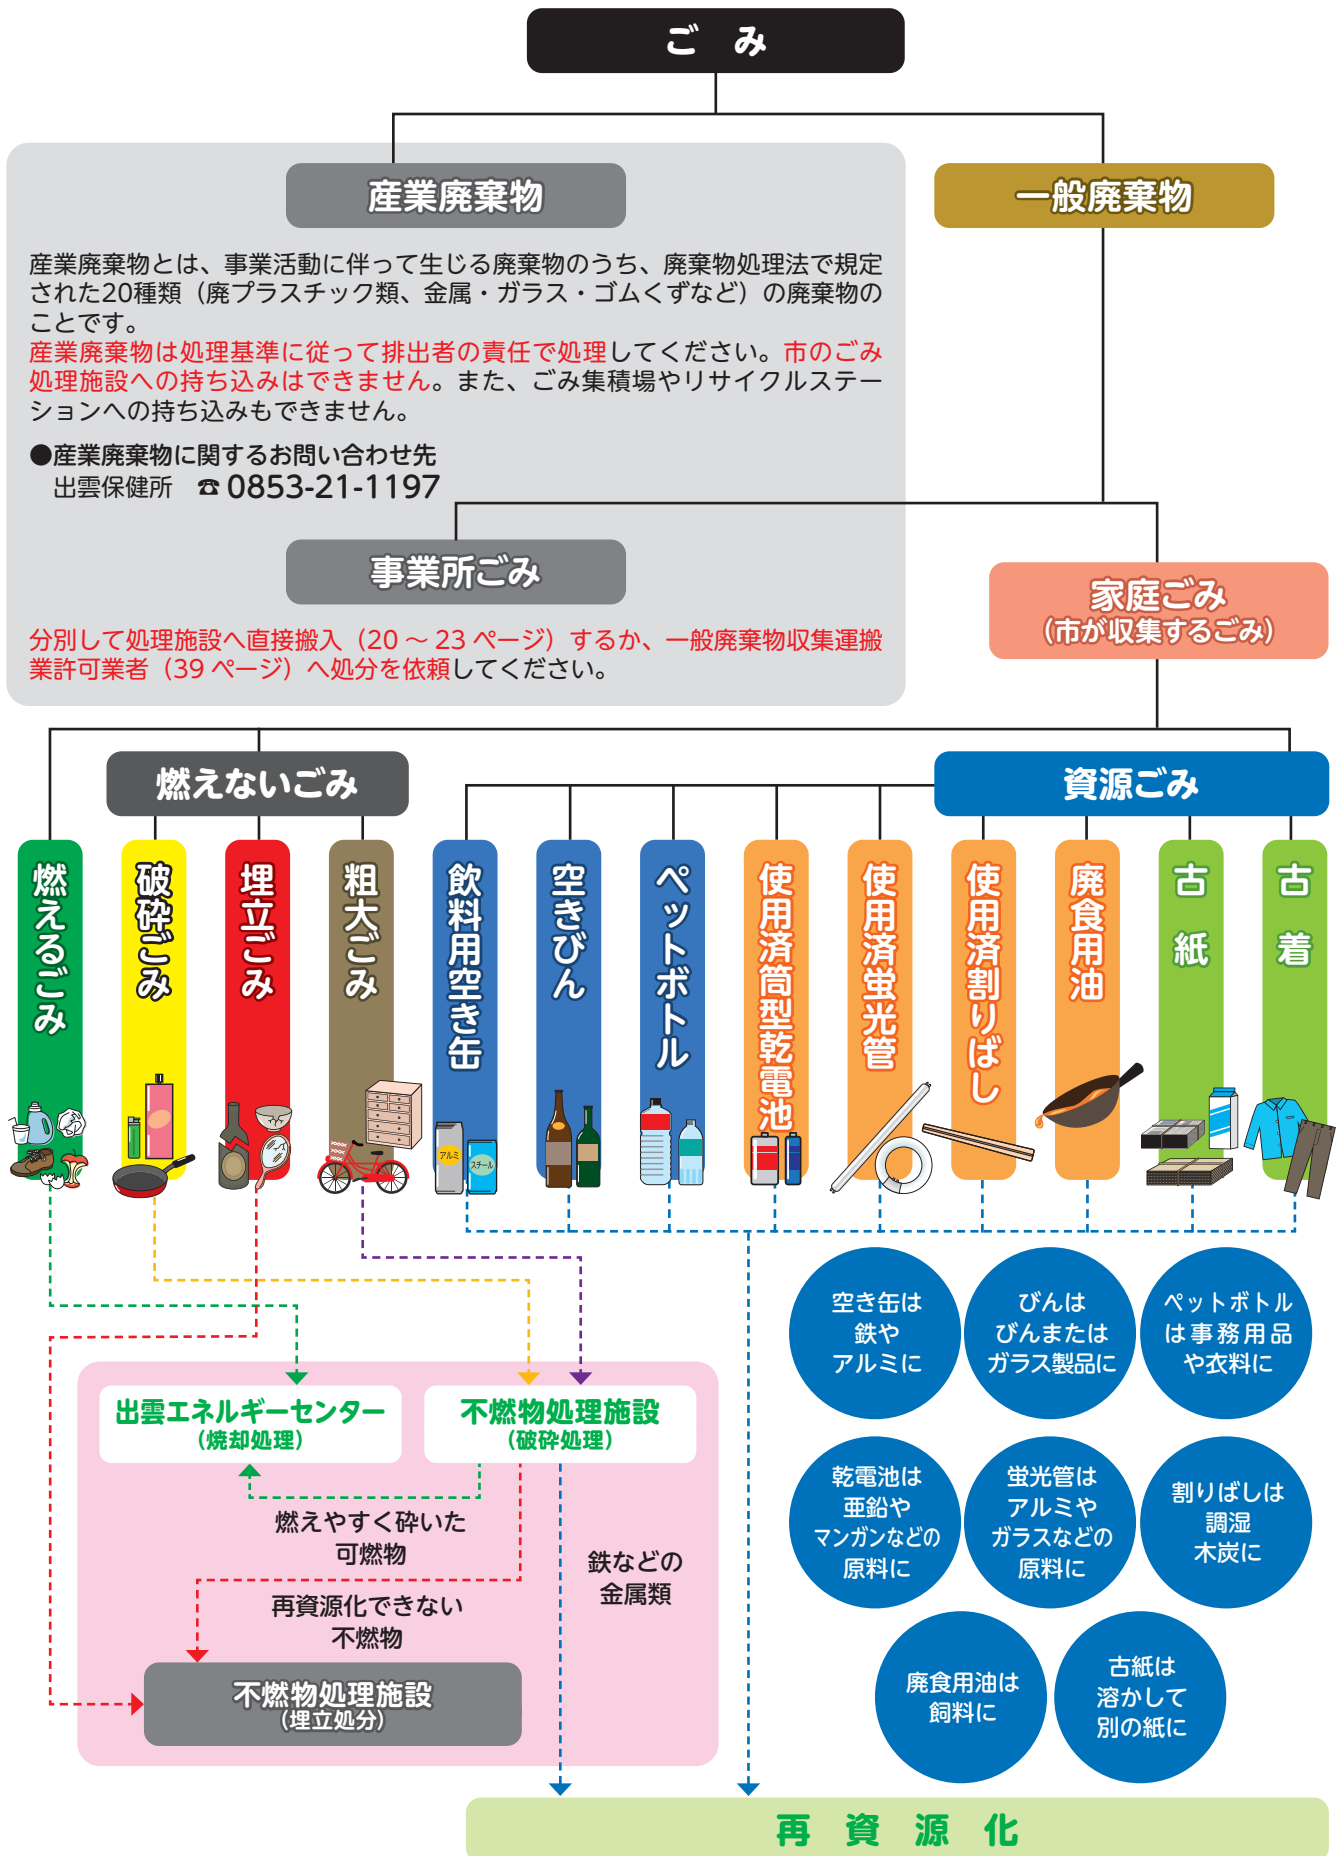 ごみ
産業廃棄物
一般廃棄物
産業廃棄物とは、事業活動に伴って生じる廃棄物のうち、廃棄物処理法で規定
された20種類（廃プラスチック類、金属・ガラス・ゴムくずなど）の廃棄物の
ことです。
産業廃棄物は処理基準に従って排出者の責任で処理してください。市のごみ
処理施設への持ち込みはできません。また、ごみ集積場やリサイクルステー
ションへの持ち込みもできません。
●産業廃棄物に関するお問い合わせ先
出雲保健所 ☎ 0853-21-1197
事業所ごみ
家庭ごみ
（市が収集するごみ）
分別して処理施設へ直接搬入（20 ～ 23 ページ）するか、一般廃棄物収集運搬
業許可業者（39 ページ）へ処分を依頼してください。
燃えないごみ
資源ごみ
燃えるごみ
破砕ごみ
埋立ごみ
粗大ごみ
飲料用空き缶
空きびん
ペットボトル
使用済筒型乾電池
使用済蛍光管
使用済割りばし
廃食用油
古紙
古着
アルミ
スチール
空き缶は
鉄や
アルミに
びんは
びんまたは
ガラス製品に
ペットボトル
は事務用品
や衣料に
出雲エネルギーセンター
（焼却処理）
不燃物処理施設
（破砕処理）
乾電池は
亜鉛や
マンガンなどの
原料に
蛍光管は
アルミや
ガラスなどの
原料に
割りばしは
調湿
木炭に
燃えやすく砕いた
可燃物
鉄などの
金属類
再資源化できない
不燃物
不燃物処理施設
（埋立処分）
廃食用油は
飼料に
古紙は
溶かして
別の紙に
再資源化